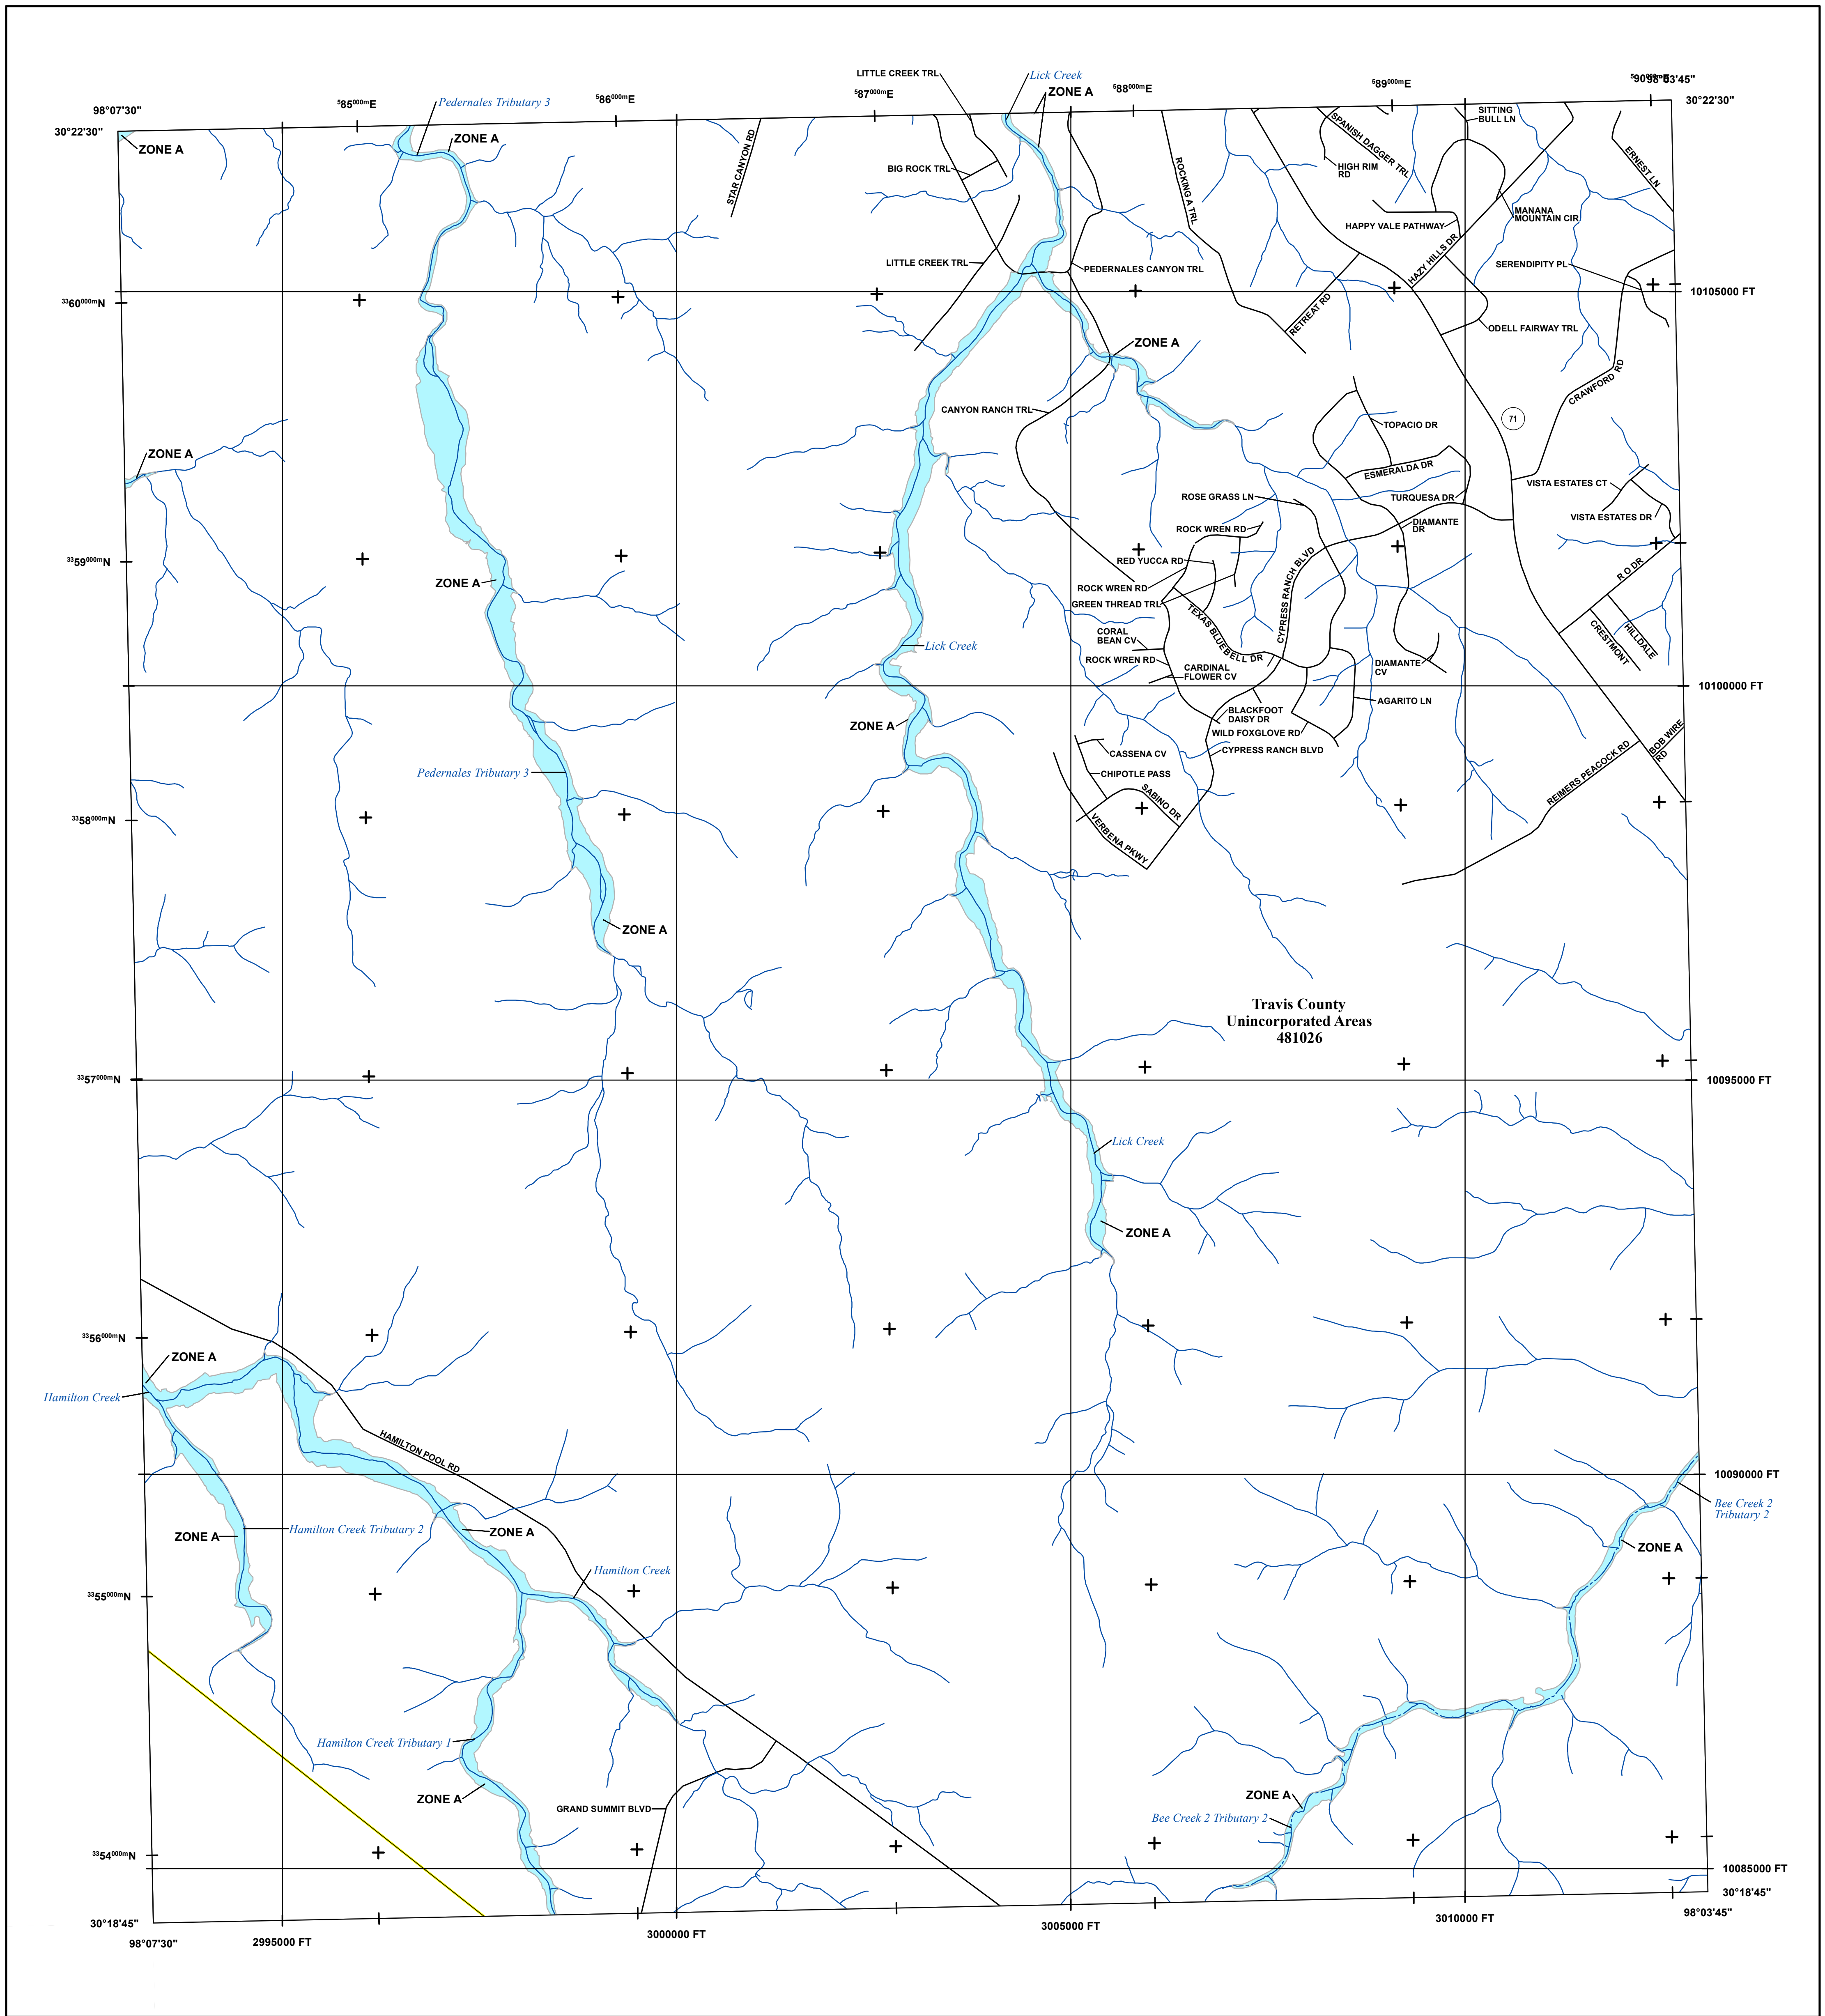 LITTLE CREEK TRL
Lick Creek
ZONE A
98°07'30"
585000mE
Pedernales Tributary 3
586000mE
587000mE
588000mE
589000mE
98°03'45"
30°22'30"
30°22'30"
ZONE A
ZONE A
STAR CANYON RD
BIG ROCK TRL
ROCKING A TRL
SPANISH DAGGER TRL
HIGH RIM
RD
SITTING
BULL LN
ERNEST LN
MANANA
MOUNTAIN CIR
HAPPY VALE PATHWAY
HAZY HILLS DR
LITTLE CREEK TRL
PEDERNALES CANYON TRL
SERENDIPITY PL
3360000mN
10105000 FT
RETREAT RD
ODELL FAIRWAY TRL
ZONE A
CRAWFORD RD
CANYON RANCH TRL
71
TOPACIO DR
ZONE A
ESMERALDA DR
VISTA ESTATES CT
ROSE GRASS LN
TURQUESA DR
VISTA ESTATES DR
ROCK WREN RD
DIAMANTE
DR
3359000mN
RED YUCCA RD
R O DR
ZONE A
ROCK WREN RD
GREEN THREAD TRL
TEXAS BLUEBELL DR
CYPRESS RANCH BLVD
CRESTMONT
HILLDALE
CORAL
BEAN CV
Lick Creek
ROCK WREN RD
CARDINAL
FLOWER CV
DIAMANTE
CV
10100000 FT
AGARITO LN
BLACKFOOT
DAISY DR
ZONE A
WILD FOXGLOVE RD
CYPRESS RANCH BLVD
BOB WIRE
RD
CASSENA CV
Pedernales Tributary 3
CHIPOTLE PASS
REIMERS PEACOCK RD
SABINO DR
3358000mN
VERBENA PKWY
ZONE A
Travis County
Unincorporated Areas
481026
3357000mN
10095000 FT
Lick Creek
ZONE A
3356000mN
ZONE A
Hamilton Creek
HAMILTON POOL RD
10090000 FT
Bee Creek 2
Tributary 2
ZONE A
Hamilton Creek Tributary 2
ZONE A
ZONE A
Hamilton Creek
3355000mN
Hamilton Creek Tributary 1
ZONE A
GRAND SUMMIT BLVD
ZONE A
Bee Creek 2 Tributary 2
3354000mN
10085000 FT
30°18'45"
30°18'45"
98°07'30"
2995000 FT
3000000 FT
3005000 FT
3010000 FT
98°03'45"